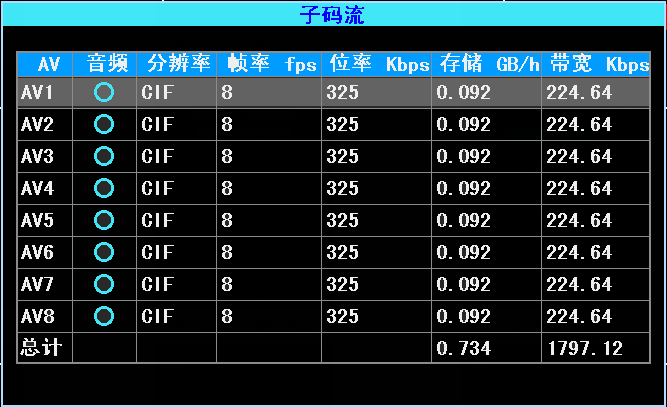 子码流
AV 音频 分辨率 帧率 fps 位率 Kbps 存储 GB/h 带宽 Kbps
AV1 CIF 8 325 0.092 224.64
AV2 CIF 8 325 0.092 224.64
AV3 CIF 8 325 0.092 224.64
AV4 CIF 8 325 0.092 224.64
AV5 CIF 8 325 0.092 224.64
AV6 CIF 8 325 0.092 224.64
AV7 CIF 8 325 0.092 224.64
AV8 CIF 8 325 0.092 224.64
总计 0.734 1797.12